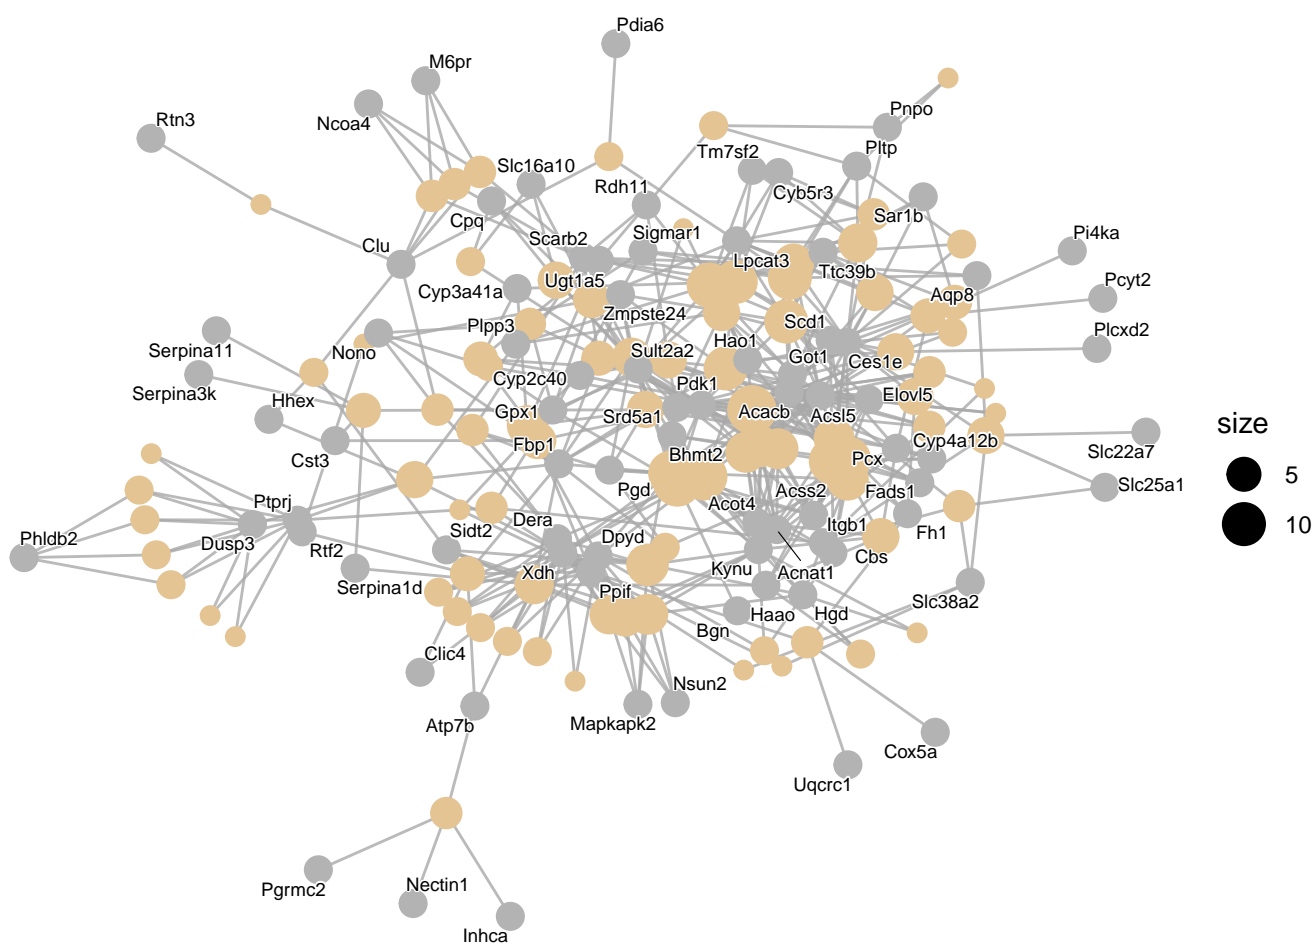 Pdia6
M6pr
Ncoa4
Rtn3
Pnpo
Tm7sf2
Pltp
Slc16a10
Rdh11
Cyb5r3
Sar1b
Cpq
Clu
Scarb2
Sigmar1
Pi4ka
Lpcat3
Ttc39b
Ugt1a5
Cyp3a41a
Aqp8
Pcyt2
Zmpste24
Plpp3
Scd1
Plcxd2
Serpina11
Nono
Sult2a2
Hao1
Got1
Ces1e
Serpina3k
Cyp2c40
Pdk1
Elovl5
Hhex
Gpx1
Srd5a1
Acacb
Acsl5
Cst3
Fbp1
Bhmt2
Cyp4a12b
Slc22a7
Pcx
Pgd
Acss2
Fads1
Slc25a1
Ptprj
Acot4
Phldb2
Dusp3
Rtf2
Sidt2
Dera
Dpyd
Itgb1
Fh1
Cbs
Serpina1d
Xdh
Kynu
Acnat1
Ppif
Slc38a2
Bgn
Haao
Hgd
Clic4
Nsun2
Atp7b
Mapkapk2
Cox5a
Uqcrc1
Pgrmc2
Nectin1
Inhca
size
5
10